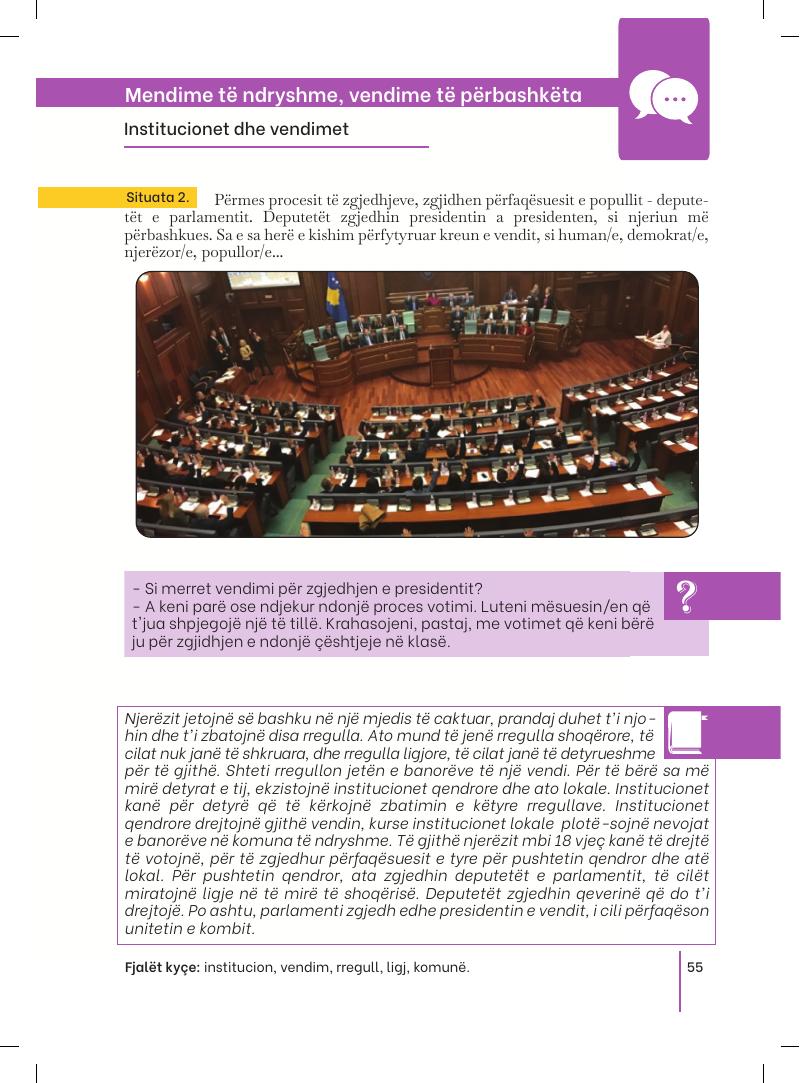 Mendime të ndryshme, vendime të përbashkëta
Institucionet dhe vendimet
Situata 2. Përmes procesit të zgjedhjeve, zgjidhen përfaqësuesit e popullit - depute-
tët e parlamentit. Deputetët zgjedhin presidentin a presidenten, si njeriun më
përbashkues. Sa e sa herë e kishim përfytyruar kreun e vendit, si human/e, demokrat/e,
njerëzor/e, popullor/e...
- Si merret vendimi për zgjedhjen e presidentit?
- A keni parë ose ndjekur ndonjë proces votimi. Luteni mësuesin/en që
t'jua shpjegojë një të tillë. Krahasojeni, pastaj, me votimet që keni bërë
ju për zgjidhjen e ndonjë çështjeje në klasë.
?
Njerëzit jetojnë së bashku në një mjedis të caktuar, prandaj duhet t'i njo-
hin dhe t'i zbatojnë disa rregulla. Ato mund të jenë rregulla shoqërore, të
cilat nuk janë të shkruara, dhe rregulla ligjore, të cilat janë të detyrueshme
për të gjithë. Shteti rregullon jetën e banorëve të një vendi. Për të bërë sa më
mirë detyrat e tij, ekzistojnë institucionet qendrore dhe ato lokale. Institucionet
kanë për detyrë që të kërkojnë zbatimin e këtyre rregullave. Institucionet
qendrore drejtojnë gjithë vendin, kurse institucionet lokale plotë-sojnë nevojat
e banorëve në komuna të ndryshme. Të gjithë njerëzit mbi 18 vjeç kanë të drejtë
të votojnë, për të zgjedhur përfaqësuesit e tyre për pushtetin qendror dhe atë
lokal. Për pushtetin qendror, ata zgjedhin deputetët e parlamentit, të cilët
miratojnë ligje në të mirë të shoqërisë. Deputetët zgjedhin qeverinë që do t'i
drejtojë. Po ashtu, parlamenti zgjedh edhe presidentin e vendit, i cili përfaqëson
unitetin e kombit.
Fjalët kyçe: institucion, vendim, rregull, ligj, komunë.
55